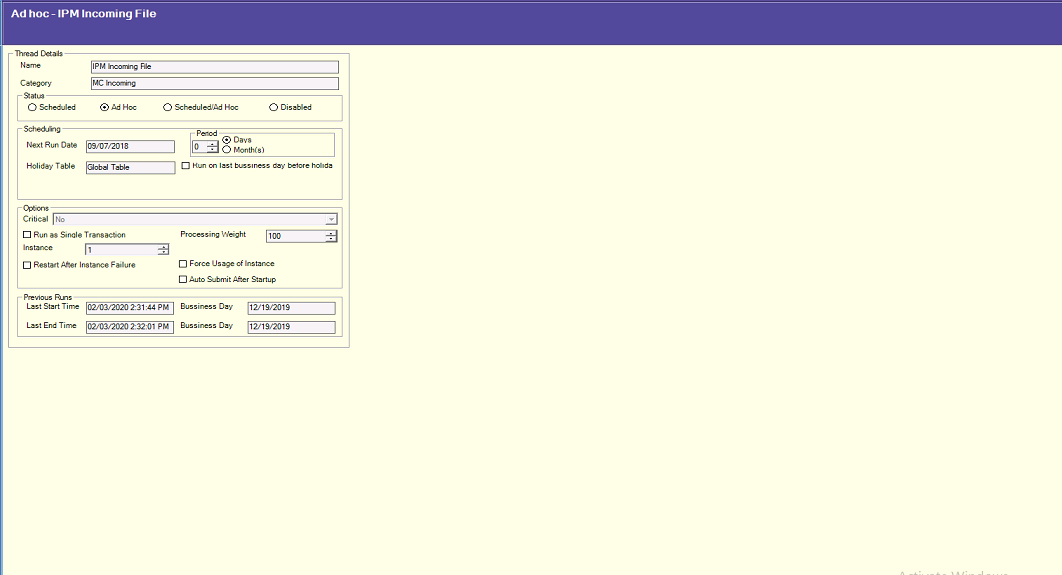 Ad hoc - IPM Incoming File
Thread Details
Name IPM Incoming File
Category MC Incoming
Status
Scheduled Ad Hoc Scheduled/Ad Hoc Disabled
Scheduling
Period
Next Run Date 09/07/2018 0 Days
Month(s)
Holiday Table Global Table Run on last bussiness day before holida
Options
Critical No
Run as Single Transaction Processing Weight 100
Instance 1
Restart After Instance Failure Force Usage of Instance
Auto Submit After Startup
Previous Runs
Last Start Time 02/03/2020 2:31:44 PM Bussiness Day 12/19/2019
Last End Time 02/03/2020 2:32:01 PM Bussiness Day 12/19/2019
Activate Windows